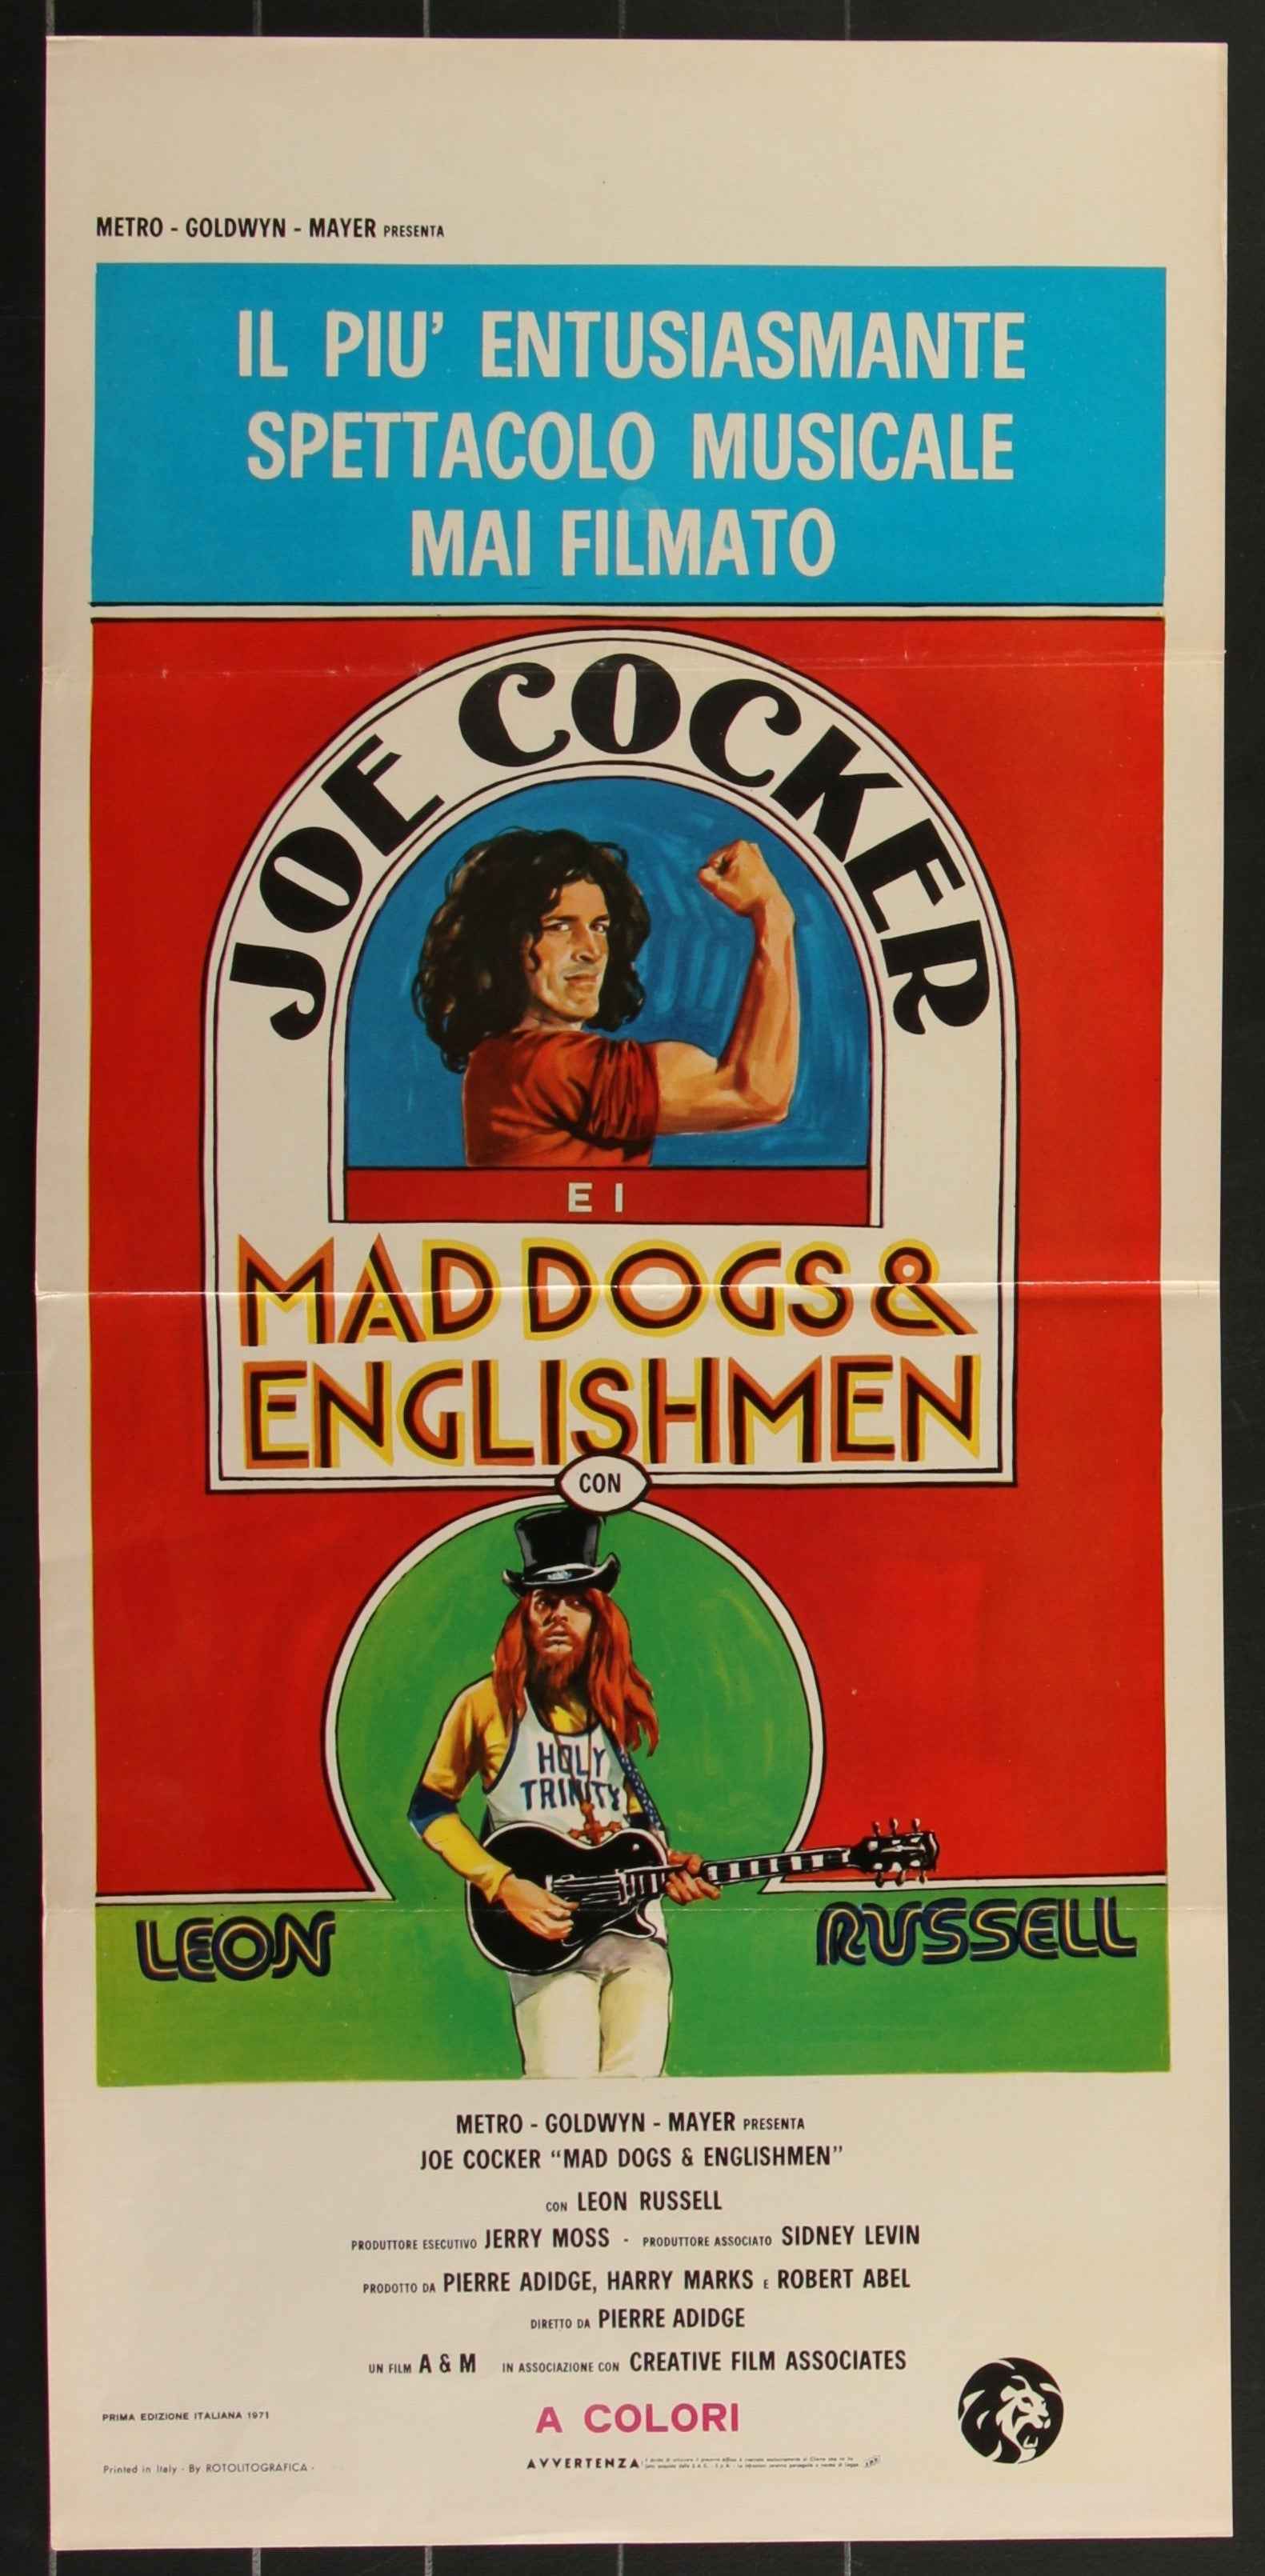 METRO - GOLDWYN - MAYER PRESENTA
IL PIU' ENTUSIASMANTE
SPETTACOLO MUSICALE
MAI FILMATO
JOE COCKER
E I
MAD DOGS &
ENGLISHMEN
CON
HOLY
TRINITY
LEON RUSSELL
METRO - GOLDWYN - MAYER PRESENTA
JOE COCKER "MAD DOGS & ENGLISHMEN"
CON LEON RUSSELL
PRODUTTORE ESECUTIVO JERRY MOSS - PRODUTTORE ASSOCIATO SIDNEY LEVIN
PRODOTTO DA PIERRE ADIDGE, HARRY MARKS E ROBERT ABEL
DIRETTO DA PIERRE ADIDGE
UN FILM A & M IN ASSOCIAZIONE CON CREATIVE FILM ASSOCIATES
A COLORI
PRIMA EDIZIONE ITALIANA 1971
Printed in Italy - By ROTOLITOGRAFICA -
AVVERTENZA